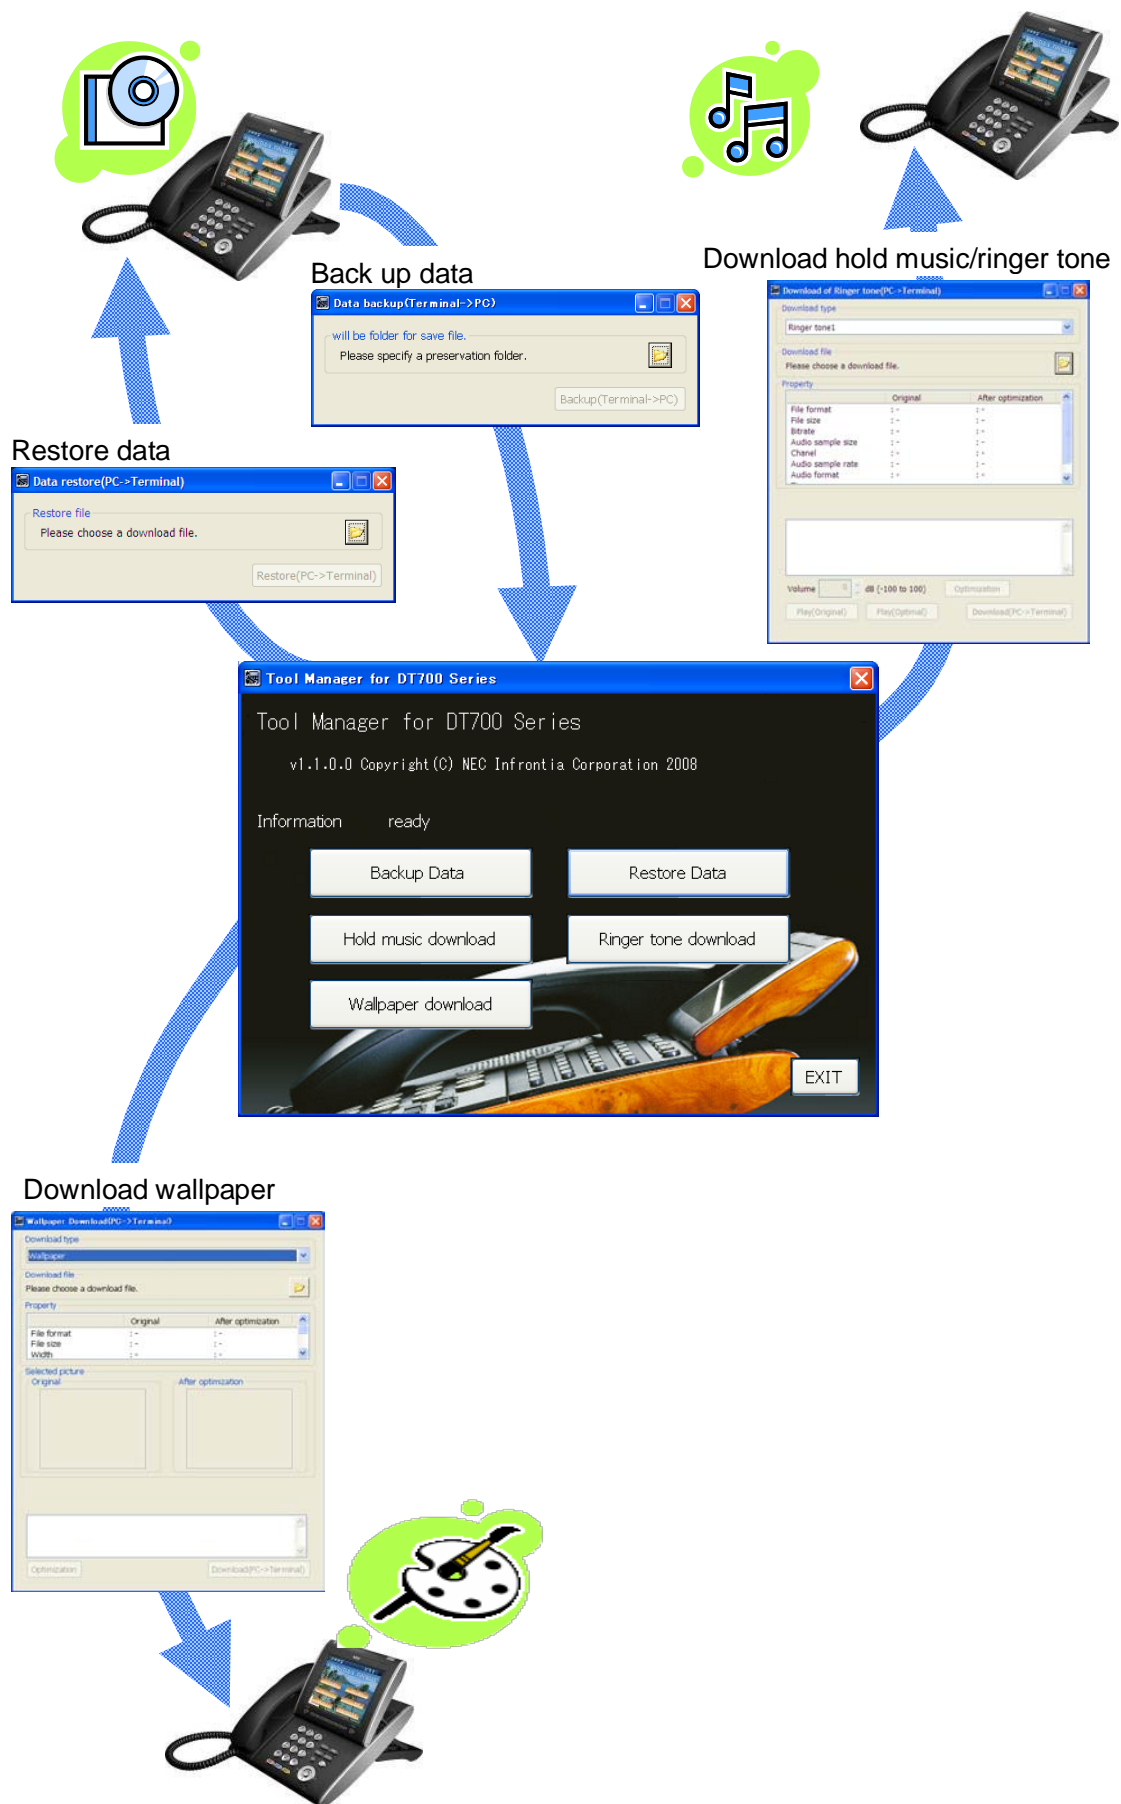 Back up data
Data backup(Terminal->PC)
will be folder for save file.
Please specify a preservation folder.
Backup(Terminal->PC)
Download hold music/ringer tone
Download of Ringer tone(PC->Terminal)
Download type
Ringer tone1
Download file
Please choose a download file.
Property
Original After optimization
File format : - : -
File size : - : -
Bitrate : - : -
Audio sample size : - : -
Chanel : - : -
Audio sample rate : - : -
Audio format : - : -
Volume 0 dB (-100 to 100) Optimization
Play(Original) Play(Optimal) Download(PC->Terminal)
Restore data
Data restore(PC->Terminal)
Restore file
Please choose a download file.
Restore(PC->Terminal)
Tool Manager for DT700 Series
Tool Manager for DT700 Series
v1.1.0.0 Copyright(C) NEC Infrontia Corporation 2008
Information ready
Backup Data Restore Data
Hold music download Ringer tone download
Wallpaper download
EXIT
Download wallpaper
Wallpaper Download(PC->Terminal)
Download type
Wallpaper
Download file
Please choose a download file.
Property
Original After optimization
File format : - : -
File size : - : -
Width : - : -
Selected picture
Original After optimization
Optimization Download(PC->Terminal)